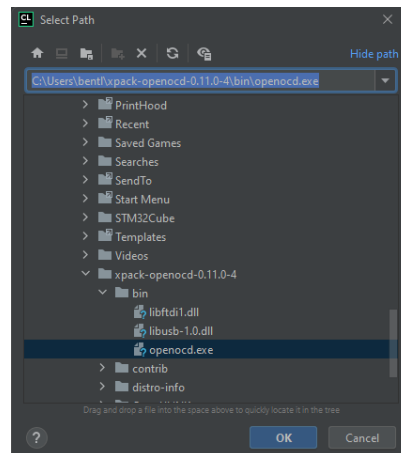 CL Select Path
Hide path
C:\Users\bentl\xpack-openocd-0.11.0-4\bin\openocd.exe
PrintHood
Recent
Saved Games
Searches
SendTo
Start Menu
STM32Cube
Templates
Videos
xpack-openocd-0.11.0-4
bin
libftdi1.dll
libusb-1.0.dll
openocd.exe
contrib
distro-info
Drag and drop a file into the space above to quickly locate it in the tree
? OK Cancel